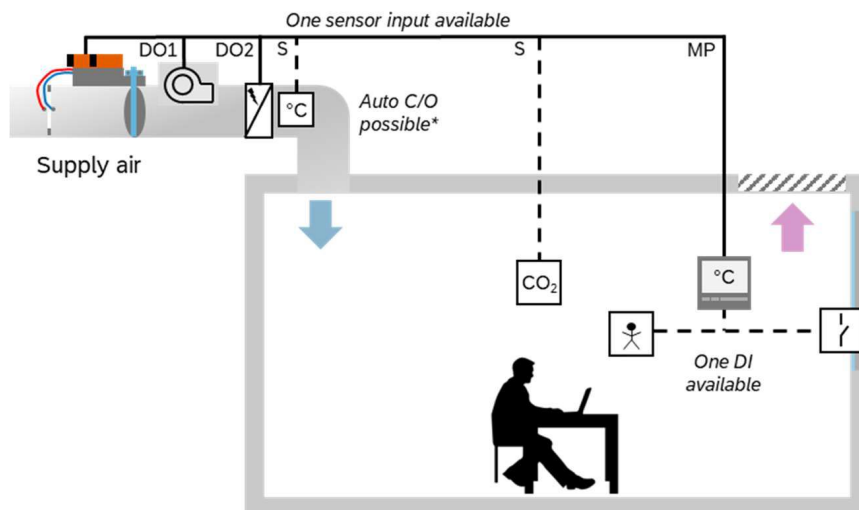 One sensor input available
DO1
DO2
S
S
MP
°C
Auto C/O
possible*
Supply air
°C
CO₂
One DI
available